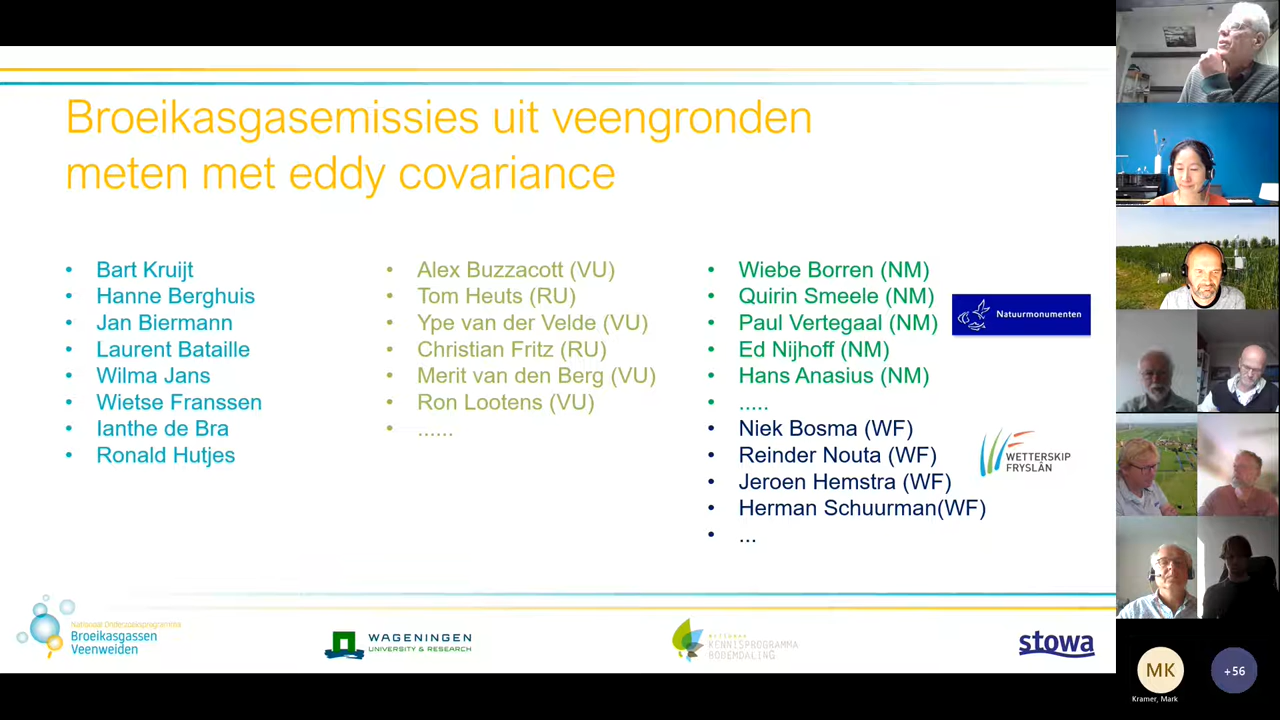 Broeikasgasemissies uit veengronden
meten met eddy covariance
Bart Kruijt
Hanne Berghuis
Jan Biermann
Laurent Bataille
Wilma Jans
Wietse Franssen
Ianthe de Bra
Ronald Hutjes
Alex Buzzacott (VU)
Tom Heuts (RU)
Ype van der Velde (VU)
Christian Fritz (RU)
Merit van den Berg (VU)
Ron Lootens (VU)
......
Wiebe Borren (NM)
Quirin Smeele (NM)
Paul Vertegaal (NM)
Ed Nijhoff (NM)
Hans Anasius (NM)
.....
Niek Bosma (WF)
Reinder Nouta (WF)
Jeroen Hemstra (WF)
Herman Schuurman(WF)
...
Natuurmonumenten
WETTERSKIP
FRYSLÂN
Nationaal Onderzoeksprogramma
Broeikasgassen
Veenweiden
WAGENINGEN
UNIVERSITY & RESEARCH
KENNISPROGRAMMA
BODEMDALING
stowa
MK
Kramer, Mark
+56